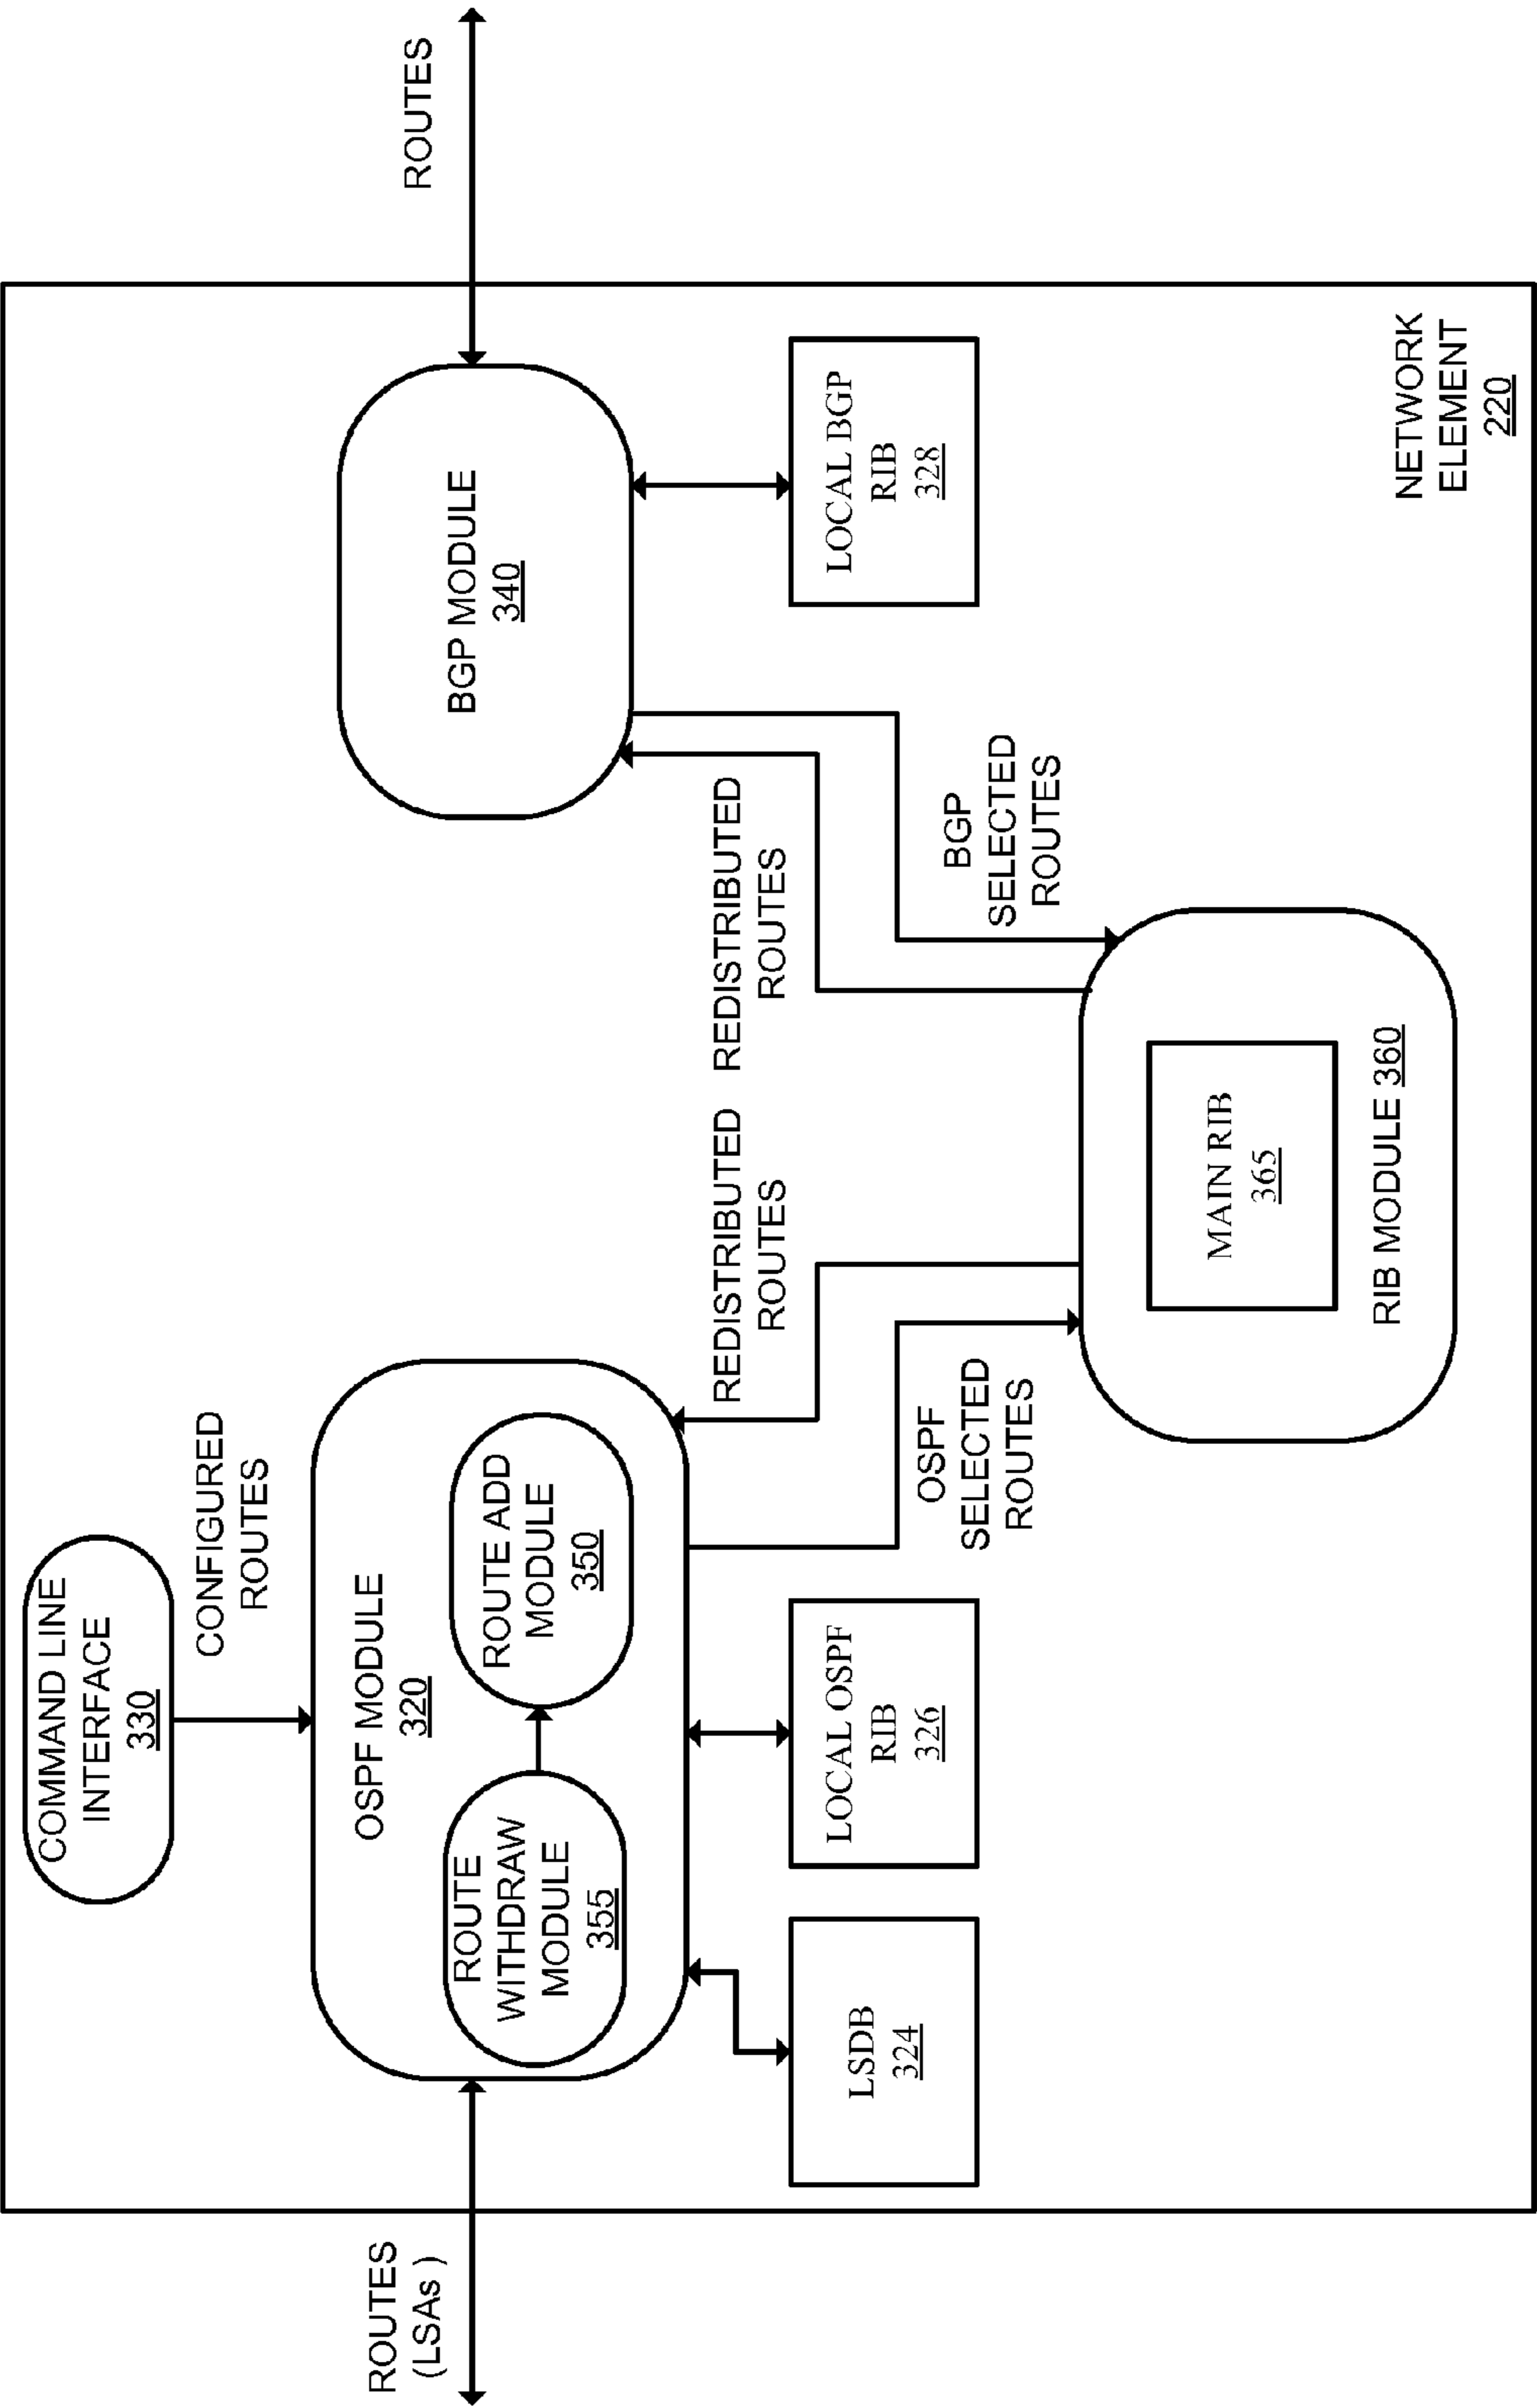 COMMAND LINE
INTERFACE
330
CONFIGURED
ROUTES
ROUTES
(LSAs )
OSPF MODULE
320
ROUTE
WITHDRAW
MODULE
355
ROUTE ADD
MODULE
350
BGP MODULE
340
ROUTES
LSDB
324
LOCAL OSPF
RIB
326
REDISTRIBUTED
ROUTES
OSPF
SELECTED
ROUTES
REDISTRIBUTED
ROUTES
BGP
SELECTED
ROUTES
LOCAL BGP
RIB
328
MAIN RIB
365
RIB MODULE 360
NETWORK
ELEMENT
220